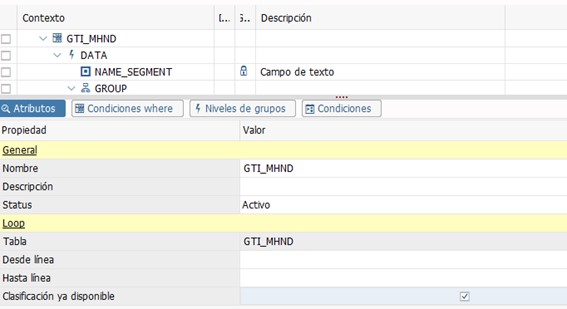 Contexto I... S.. Descripción
GTI_MHND
DATA
NAME_SEGMENT Campo de texto
GROUP
Atributos Condiciones where Niveles de grupos Condiciones
Propiedad Valor
General
Nombre GTI_MHND
Descripción
Status Activo
Loop
Tabla GTI_MHND
Desde línea
Hasta línea
Clasificación ya disponible